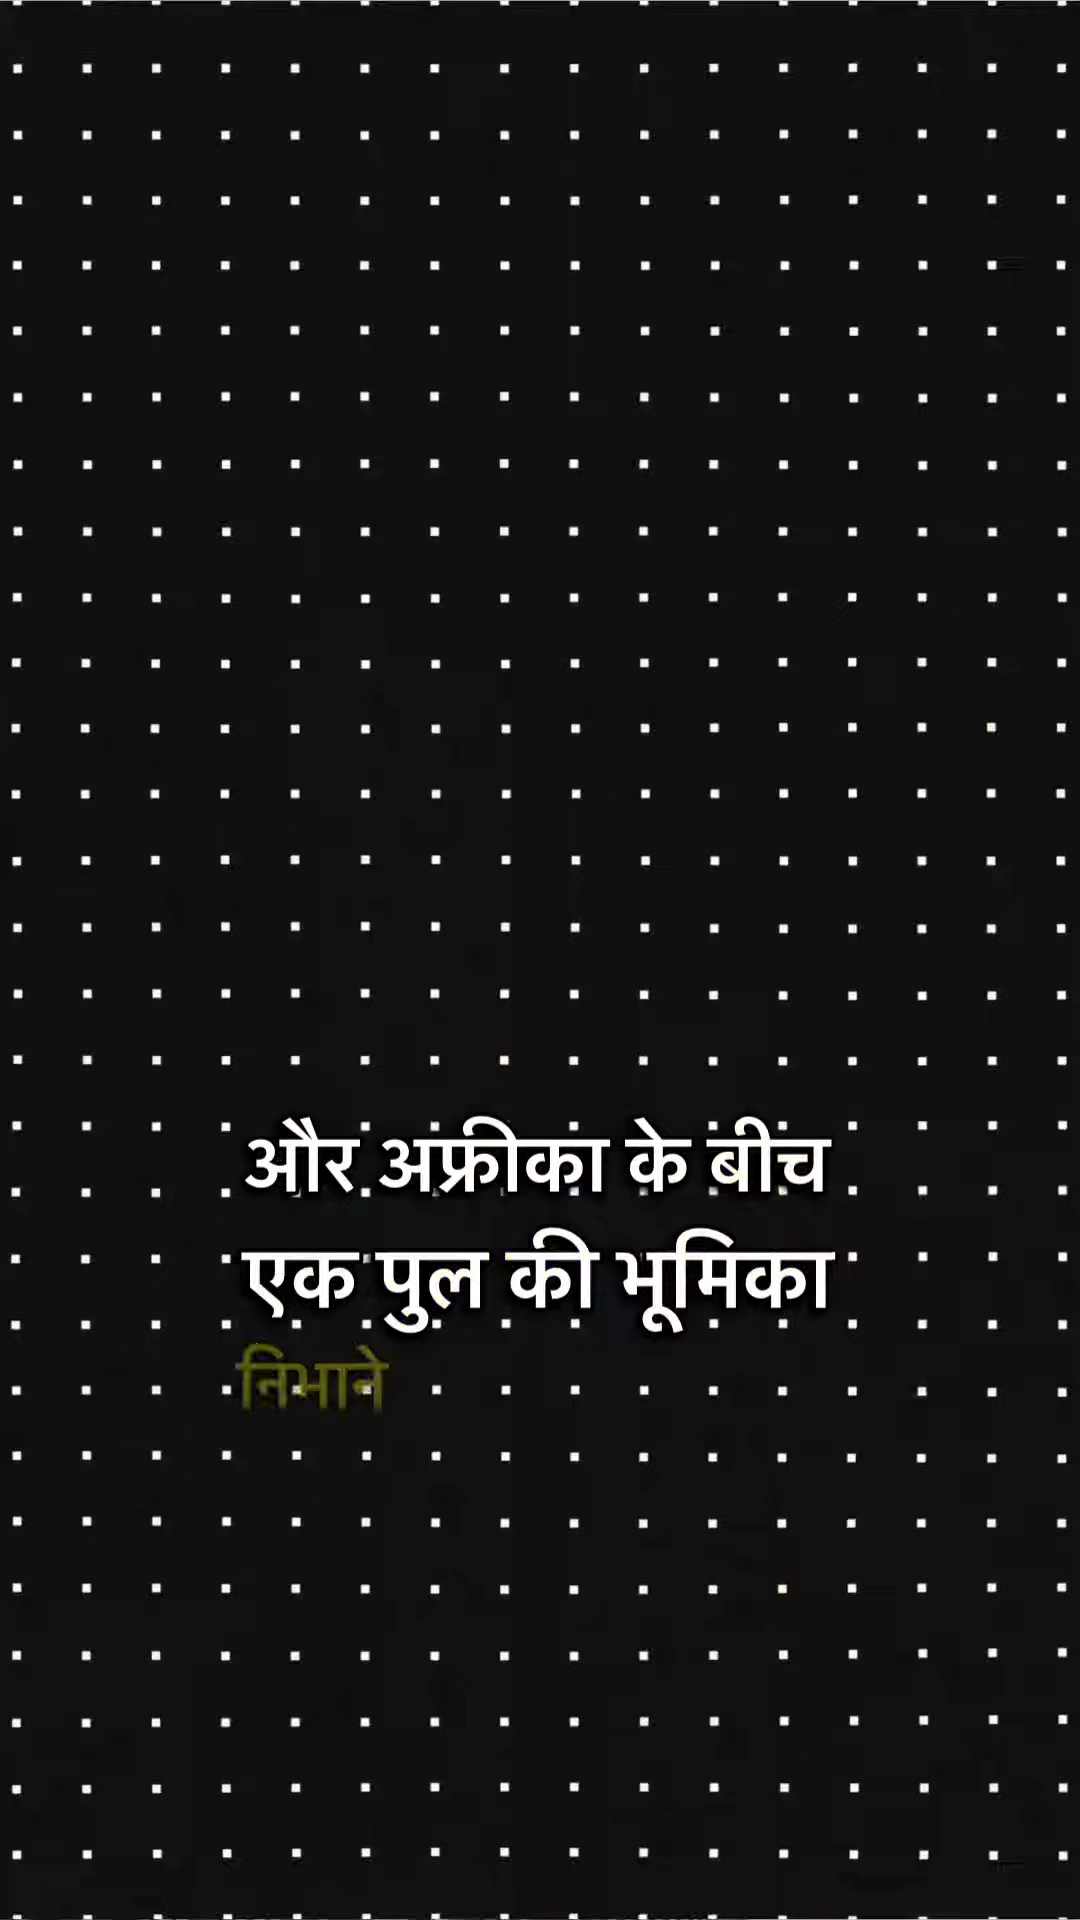 और अफ्रीका के बीच
एक पुल की भूमिका
निभाने